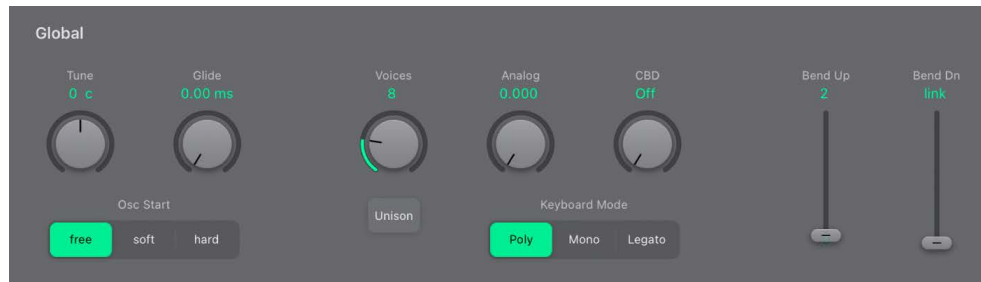 Global
Tune
0 c
Glide
0.00 ms
Voices
8
Analog
0.000
CBD
Off
Bend Up
2
Bend Dn
link
Osc Start
free
soft
hard
Unison
Keyboard Mode
Poly
Mono
Legato